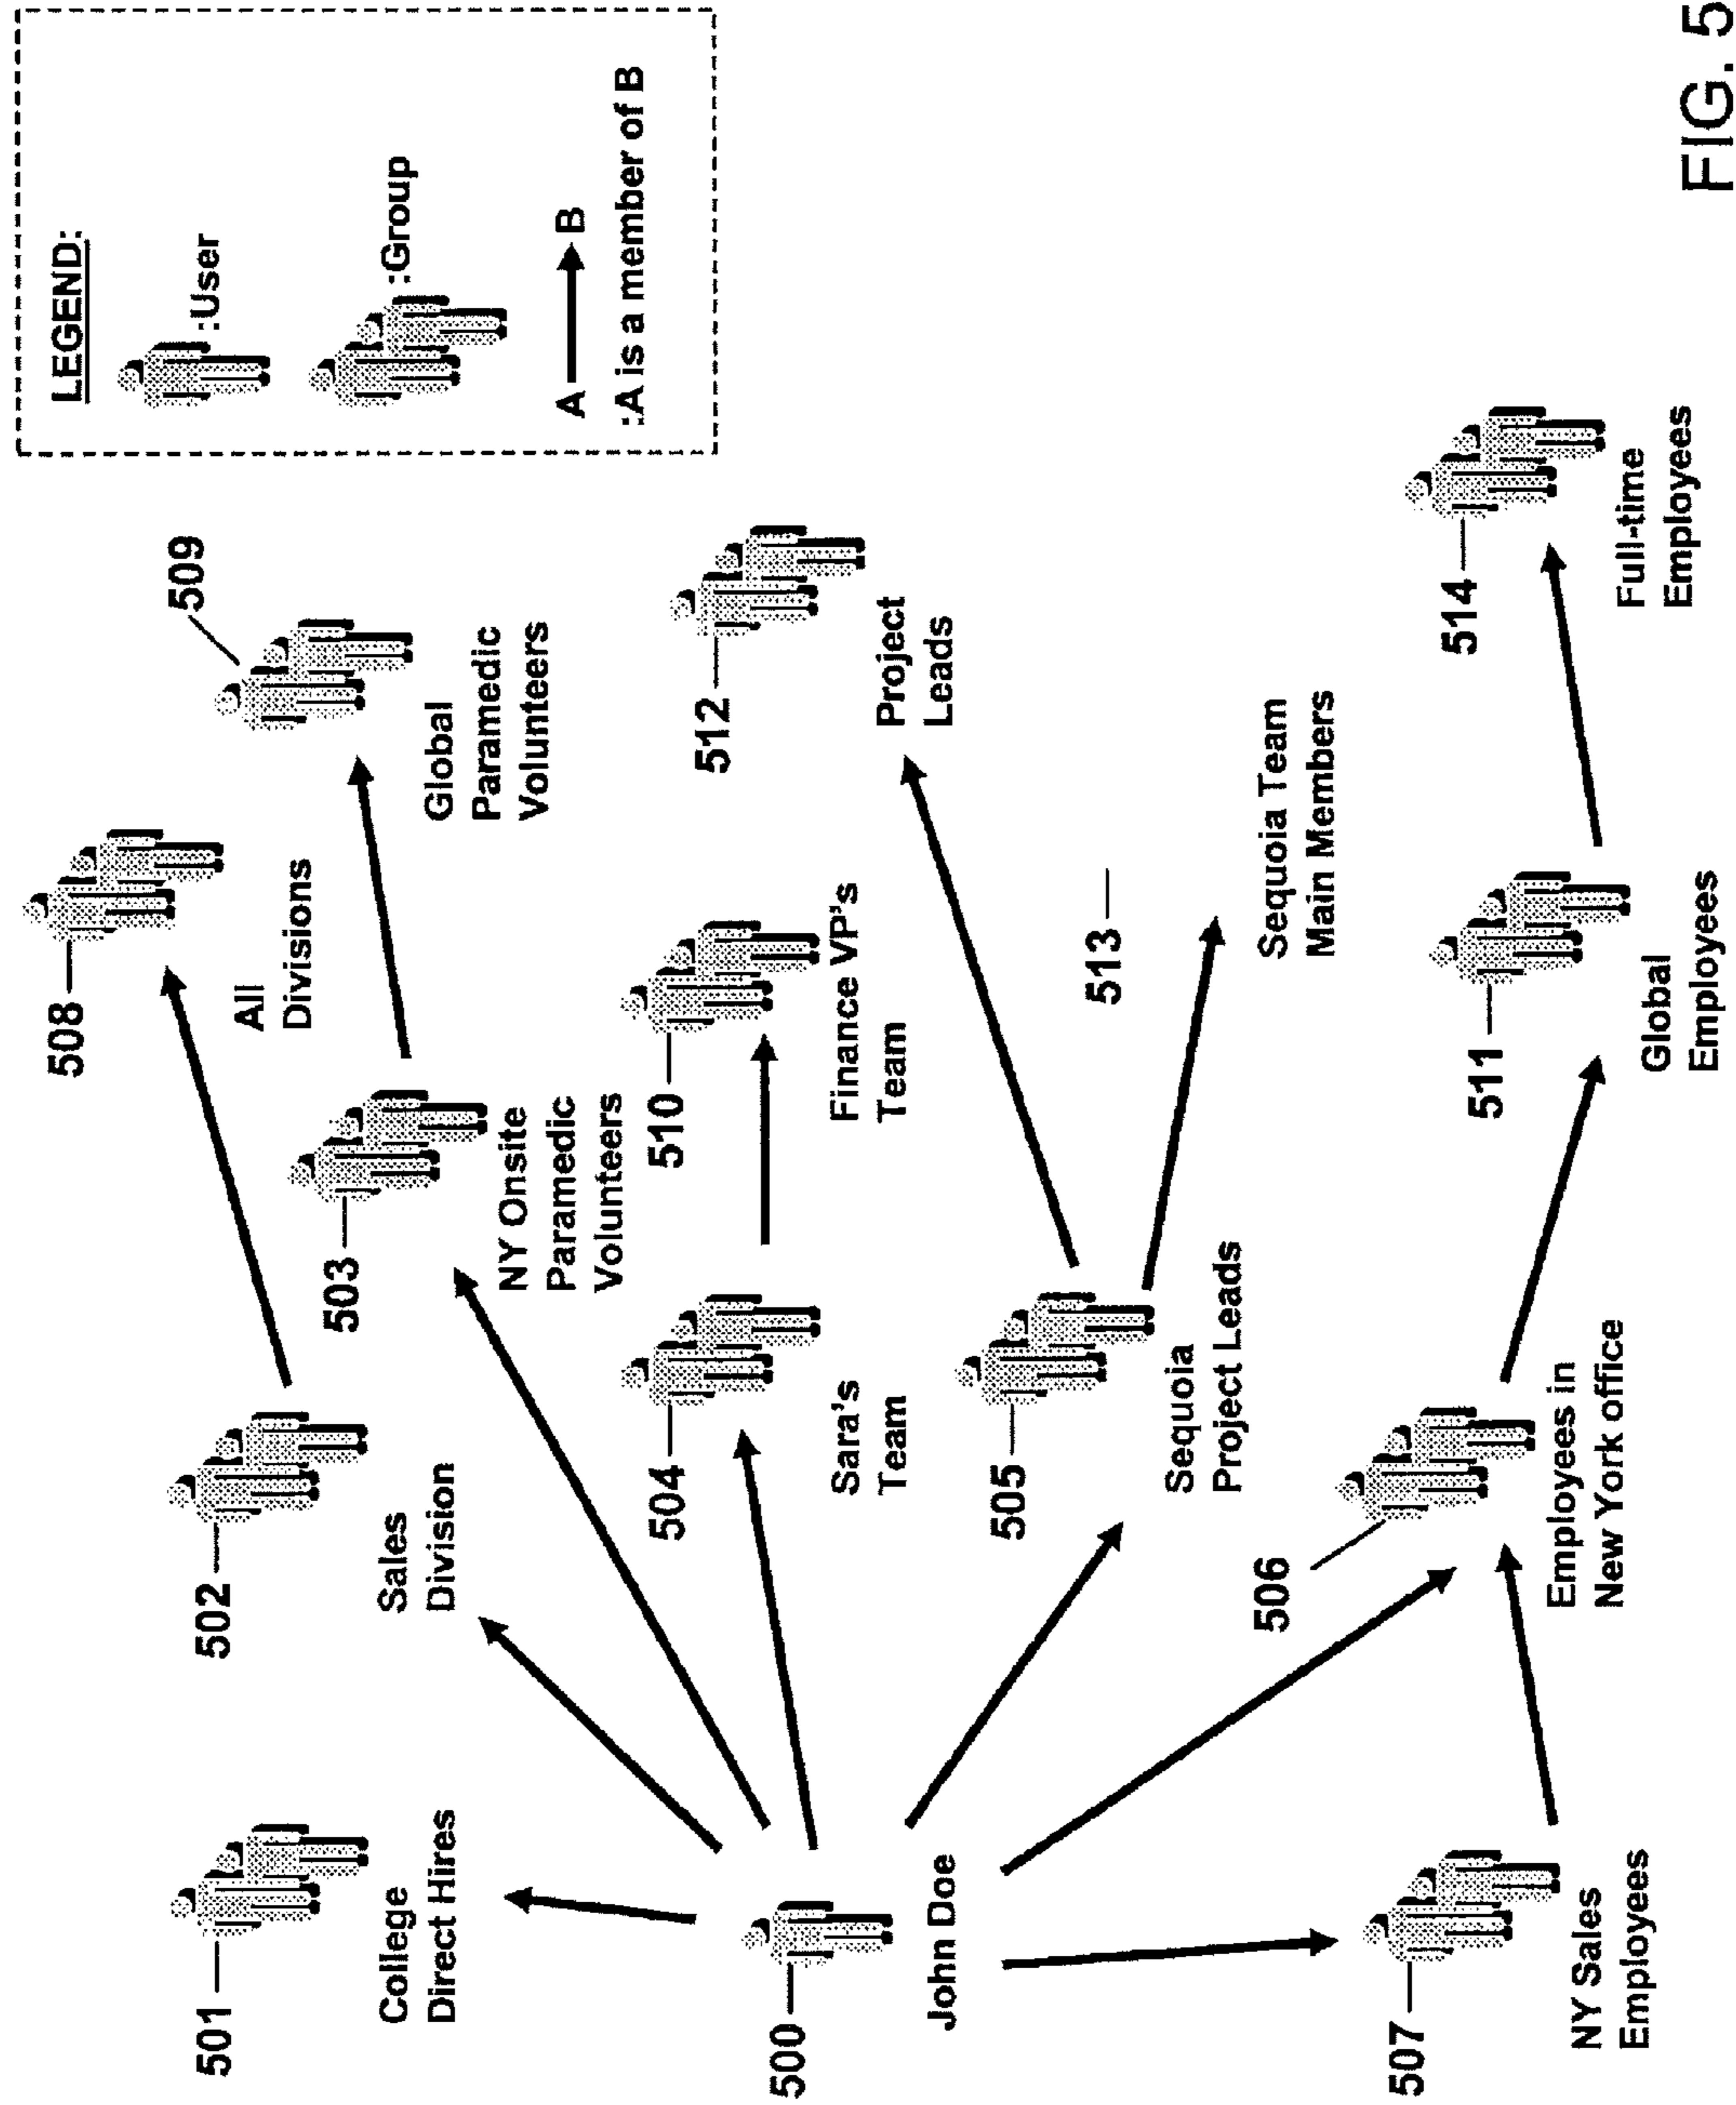 LEGEND:
:User
:Group
A
B
:A is a member of B
501
College
Direct Hires
502
Sales
Division
508
All
Divisions
503
NY Onsite
Paramedic
Volunteers
509
Global
Paramedic
Volunteers
500
John Doe
504
Sara's
Team
510
Finance VP's
Team
512
Project
Leads
505
Sequoia
Project Leads
513
Sequoia Team
Main Members
507
NY Sales
Employees
506
Employees in
New York office
511
Global
Employees
514
Full-time
Employees
FIG. 5